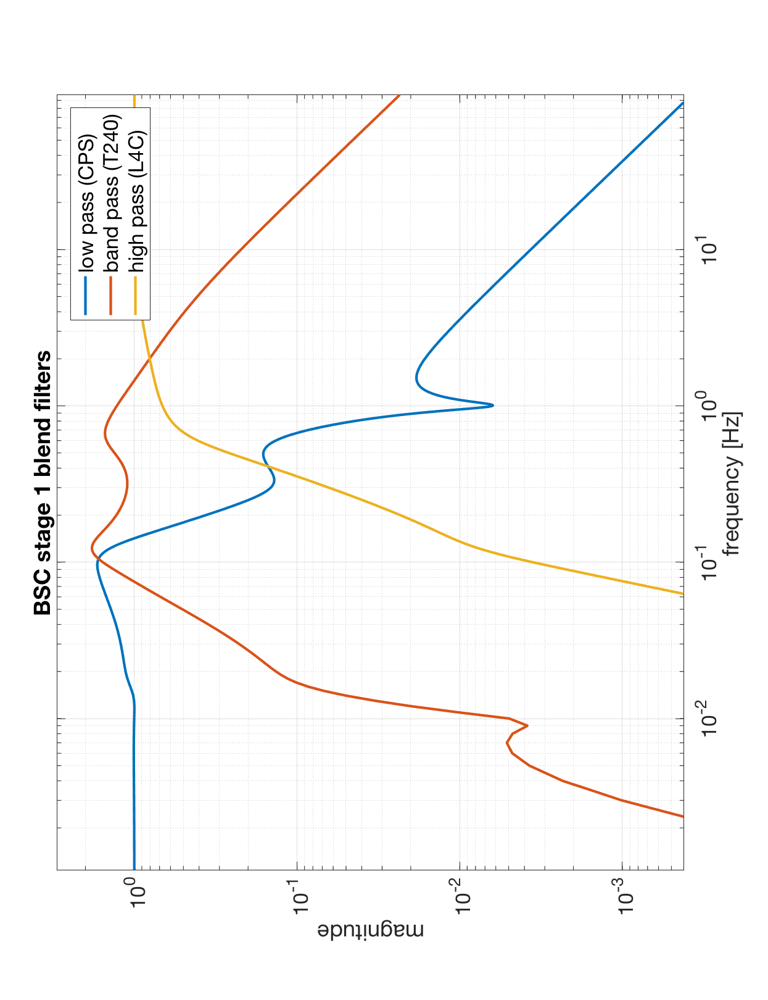 BSC stage 1 blend filters
low pass (CPS)
band pass (T240)
high pass (L4C)
magnitude
10^0
10^-1
10^-2
10^-3
10^-2
10^-1
10^0
10^1
frequency [Hz]